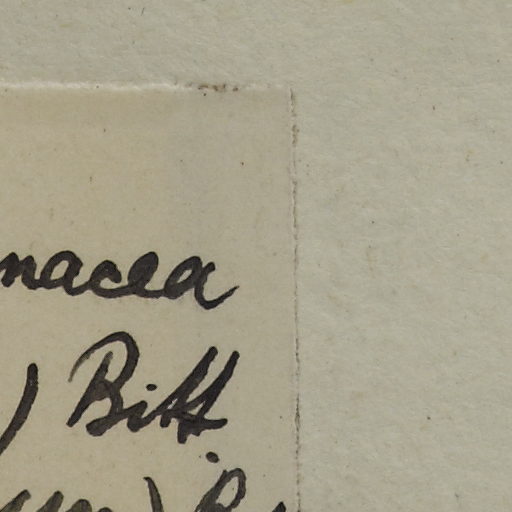 nacea
) Bitt.